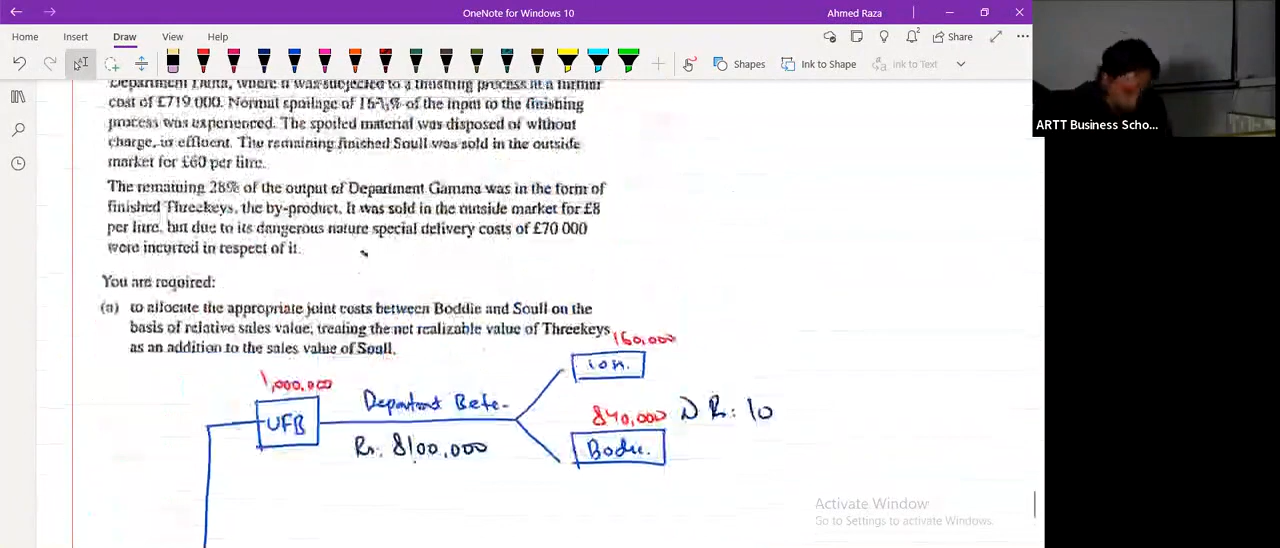 OneNote for Windows 10
Ahmed Raza
Home Insert Draw View Help
Share
Shapes Ink to Shape Ink to Text
cost of £719 000. Normal spoilage of of the input to the finishing
process was experienced. The spoiled material was disposed of without
charge, as effluent. The remaining finished Soull was sold in the outside
market for £60 per litre.
The remaining 28% of the output of Department Gamma was in the form of
finished Threekeys, the by-product. It was sold in the outside market for £8
per litre, but due to its dangerous nature special delivery costs of £70 000
were incurred in respect of it.
You are required:
(a) to allocate the appropriate joint costs between Boddie and Soull on the
basis of relative sales value, treating the net realizable value of Threekeys
as an addition to the sales value of Soull.
160,000
1,000,000
Department Bete-
840,000
Rs: 10
UFB
Rs: 8100,000
Activate Window
Go to Settings to activate Windows.
ARTT Business Scho...